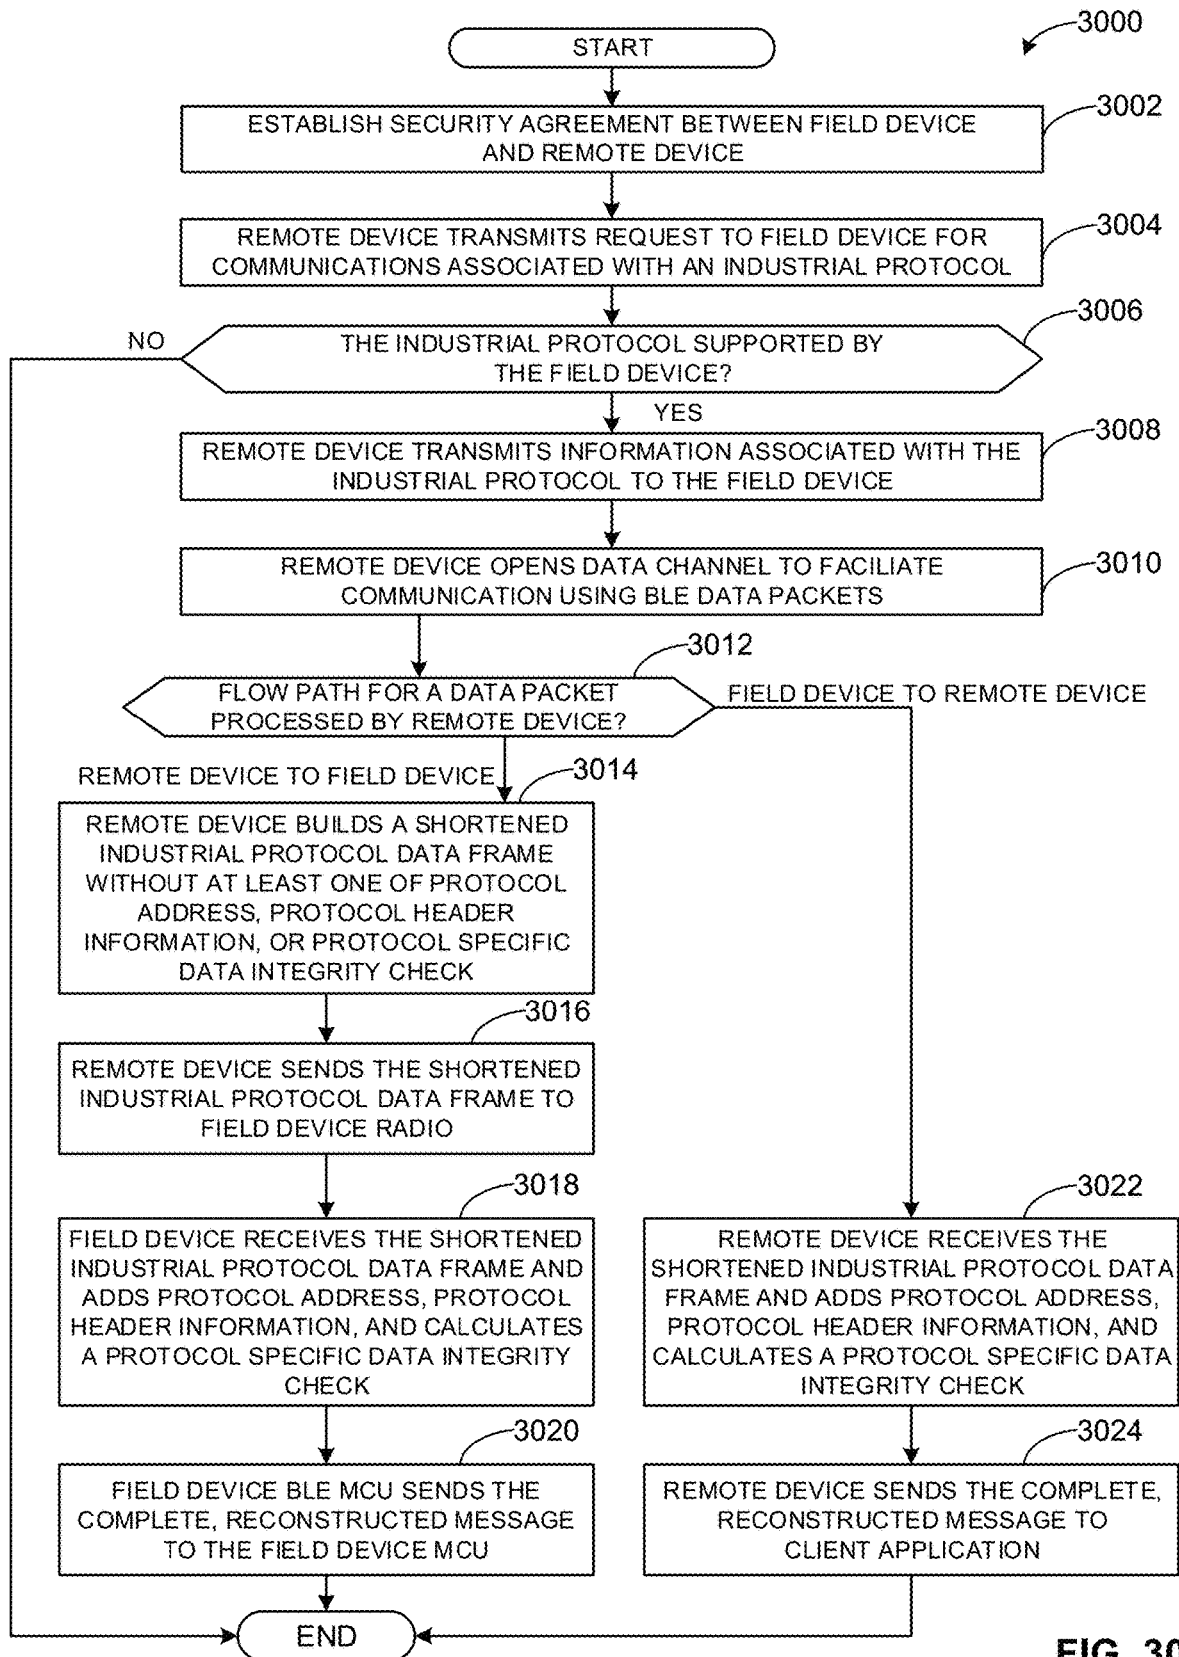 3000
START
3002
ESTABLISH SECURITY AGREEMENT BETWEEN FIELD DEVICE
AND REMOTE DEVICE
3004
REMOTE DEVICE TRANSMITS REQUEST TO FIELD DEVICE FOR
COMMUNICATIONS ASSOCIATED WITH AN INDUSTRIAL PROTOCOL
3006
NO
THE INDUSTRIAL PROTOCOL SUPPORTED BY
THE FIELD DEVICE?
YES
3008
REMOTE DEVICE TRANSMITS INFORMATION ASSOCIATED WITH THE
INDUSTRIAL PROTOCOL TO THE FIELD DEVICE
3010
REMOTE DEVICE OPENS DATA CHANNEL TO FACILIATE
COMMUNICATION USING BLE DATA PACKETS
3012
FLOW PATH FOR A DATA PACKET
PROCESSED BY REMOTE DEVICE?
FIELD DEVICE TO REMOTE DEVICE
REMOTE DEVICE TO FIELD DEVICE
3014
REMOTE DEVICE BUILDS A SHORTENED
INDUSTRIAL PROTOCOL DATA FRAME
WITHOUT AT LEAST ONE OF PROTOCOL
ADDRESS, PROTOCOL HEADER
INFORMATION, OR PROTOCOL SPECIFIC
DATA INTEGRITY CHECK
3016
REMOTE DEVICE SENDS THE SHORTENED
INDUSTRIAL PROTOCOL DATA FRAME TO
FIELD DEVICE RADIO
3018
FIELD DEVICE RECEIVES THE SHORTENED
INDUSTRIAL PROTOCOL DATA FRAME AND
ADDS PROTOCOL ADDRESS, PROTOCOL
HEADER INFORMATION, AND CALCULATES
A PROTOCOL SPECIFIC DATA INTEGRITY
CHECK
3022
REMOTE DEVICE RECEIVES THE
SHORTENED INDUSTRIAL PROTOCOL DATA
FRAME AND ADDS PROTOCOL ADDRESS,
PROTOCOL HEADER INFORMATION, AND
CALCULATES A PROTOCOL SPECIFIC DATA
INTEGRITY CHECK
3020
FIELD DEVICE BLE MCU SENDS THE
COMPLETE, RECONSTRUCTED MESSAGE
TO THE FIELD DEVICE MCU
3024
REMOTE DEVICE SENDS THE COMPLETE,
RECONSTRUCTED MESSAGE TO
CLIENT APPLICATION
END
FIG. 30